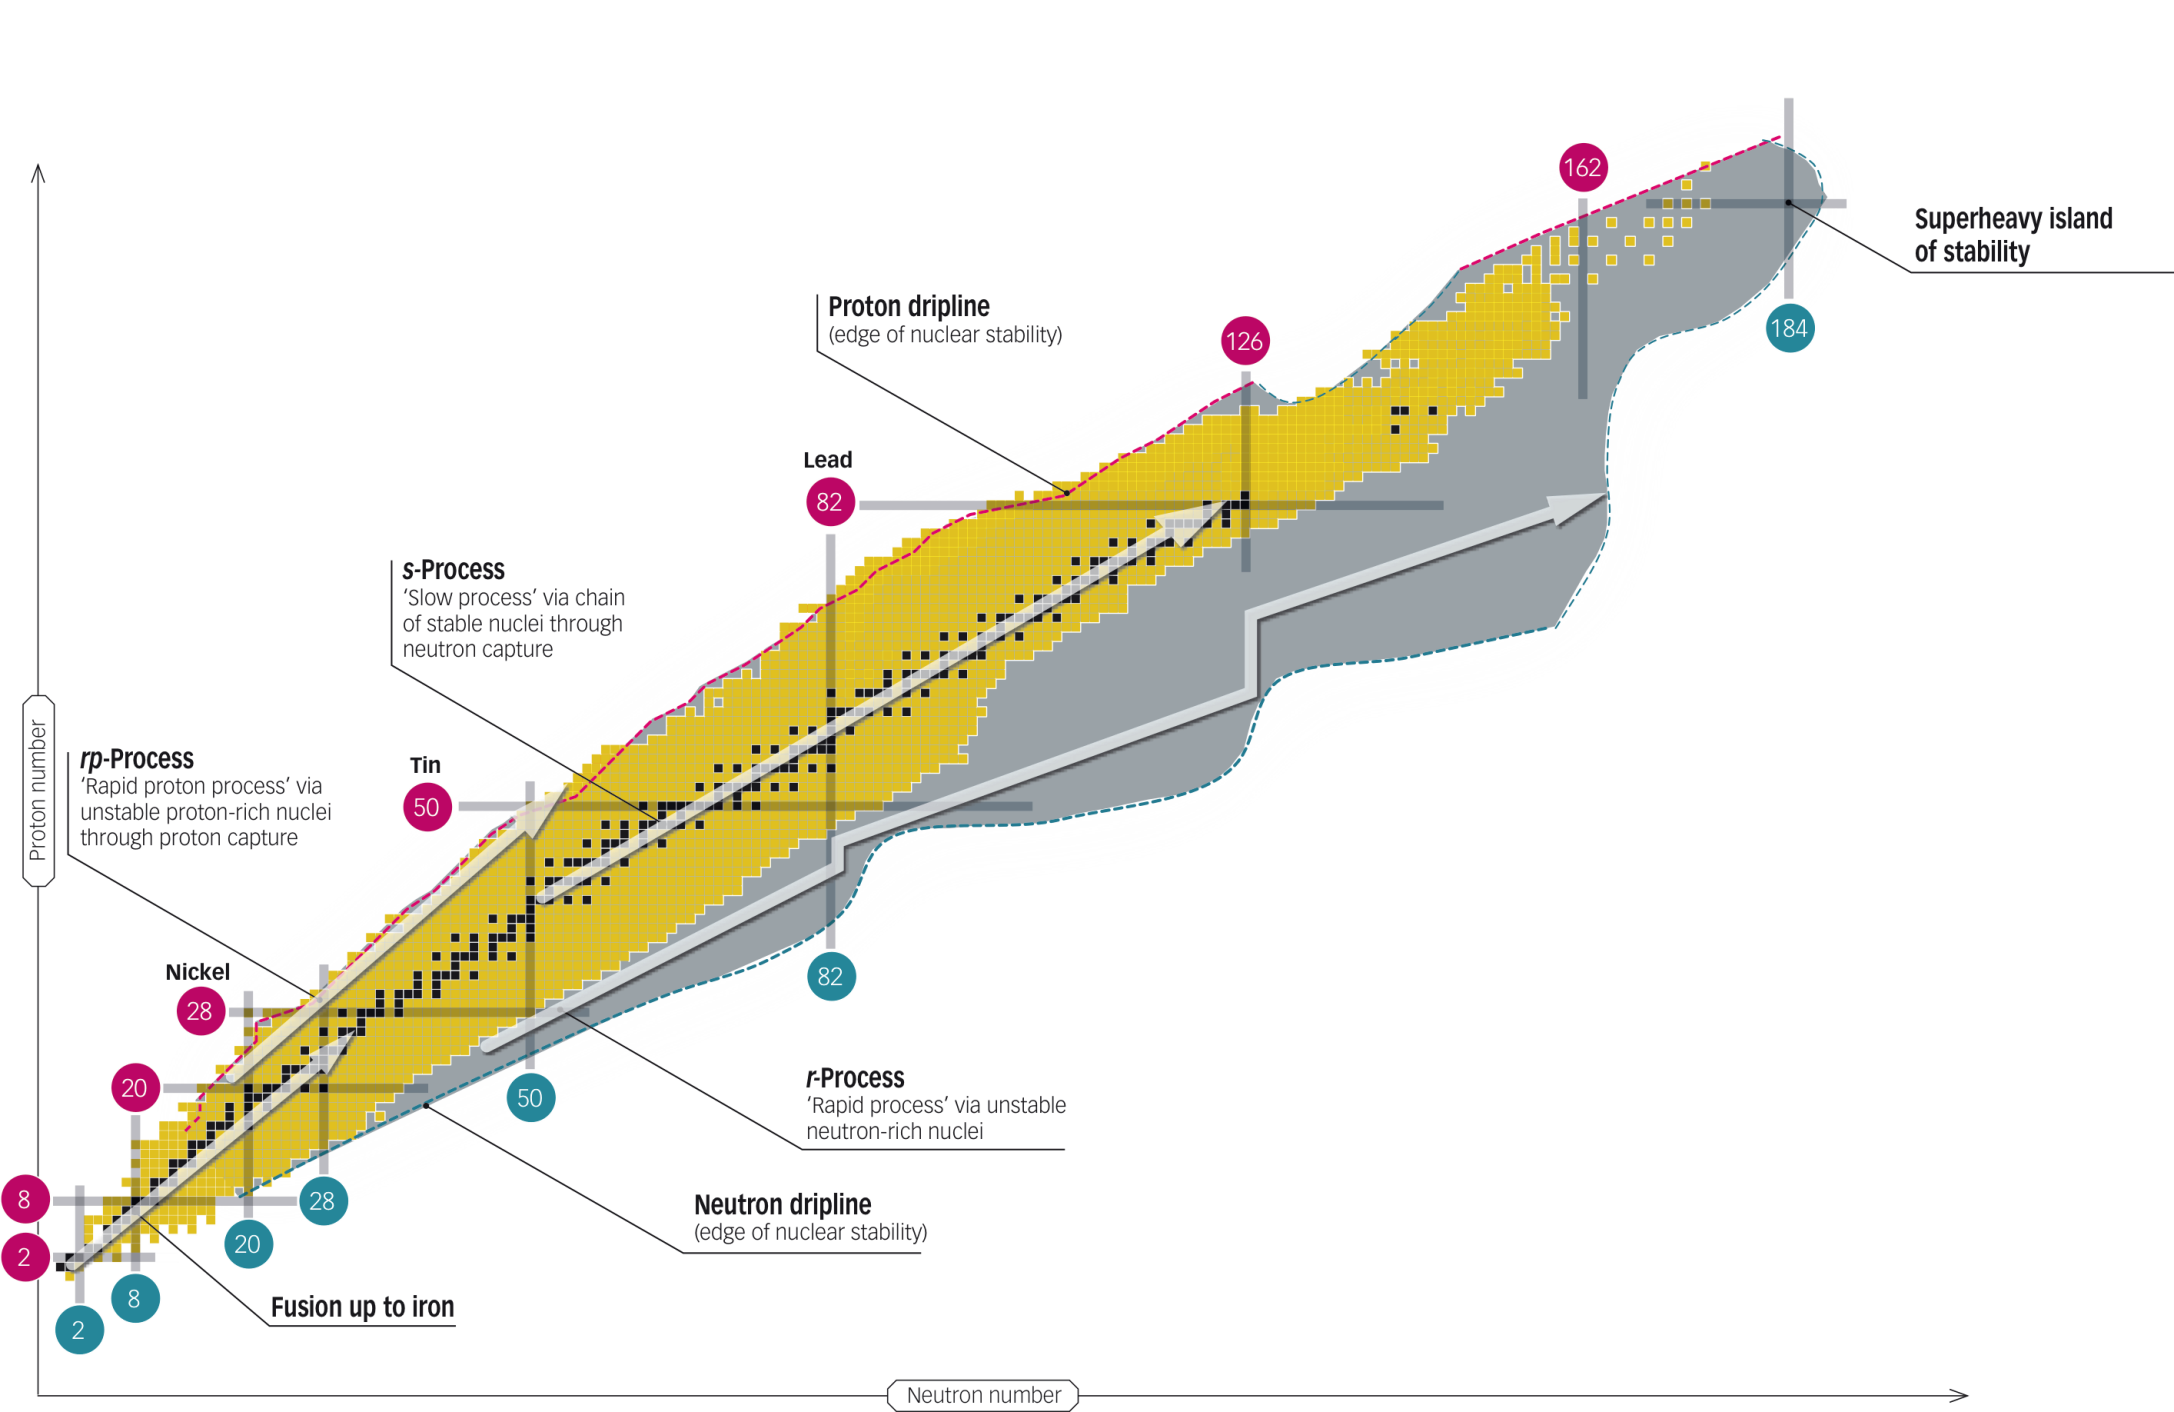 162
Superheavy island
of stability
184
Proton dripline
(edge of nuclear stability)
126
Lead
82
s-Process
‘Slow process’ via chain
of stable nuclei through
neutron capture
Proton number
rp-Process
‘Rapid proton process’ via
unstable proton-rich nuclei
through proton capture
Tin
50
Nickel
28
82
20
50
r-Process
‘Rapid process’ via unstable
neutron-rich nuclei
8
28
Neutron dripline
(edge of nuclear stability)
20
2
8
Fusion up to iron
2
Neutron number